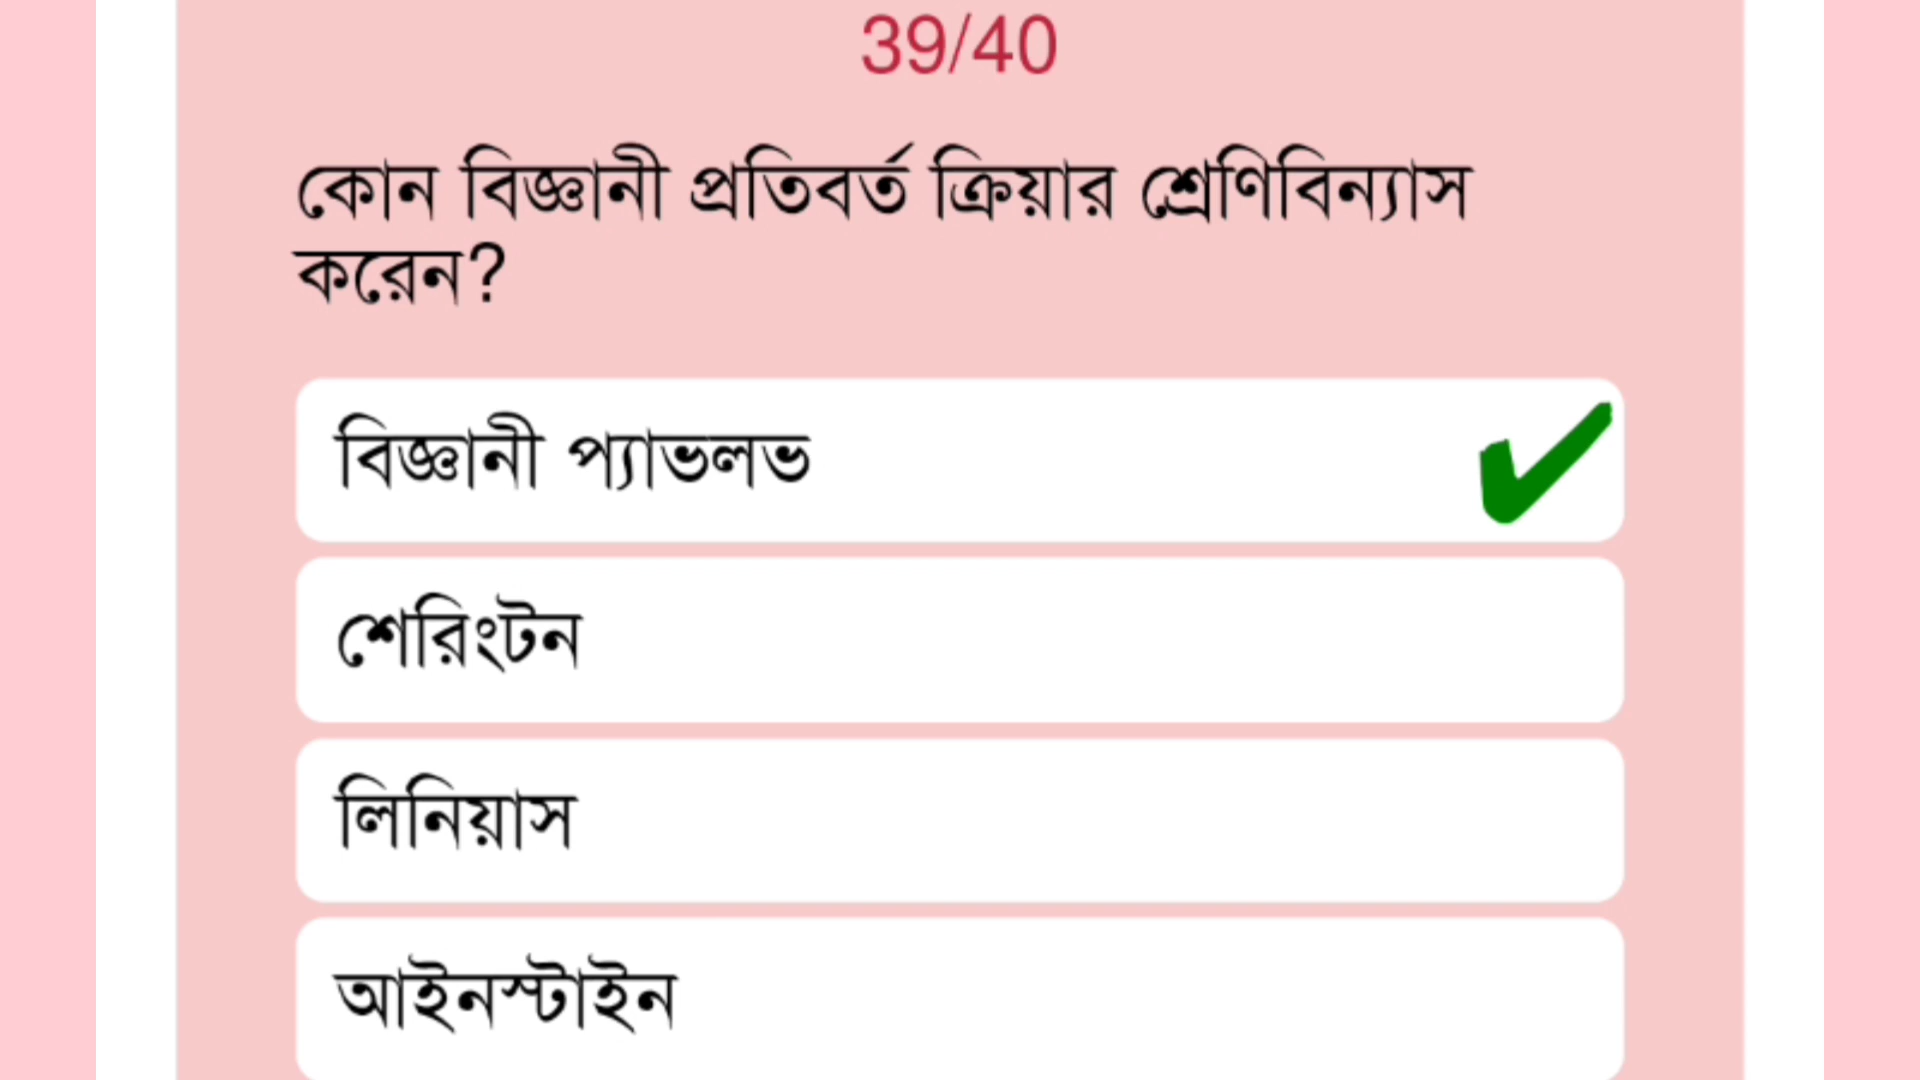 39/40
কোন বিজ্ঞানী প্রতিবর্ত ক্রিয়ার শ্রেণিবিন্যাস
করেন?
বিজ্ঞানী প্যাভলভ
শেরিংটন
লিনিয়াস
আইনস্টাইন